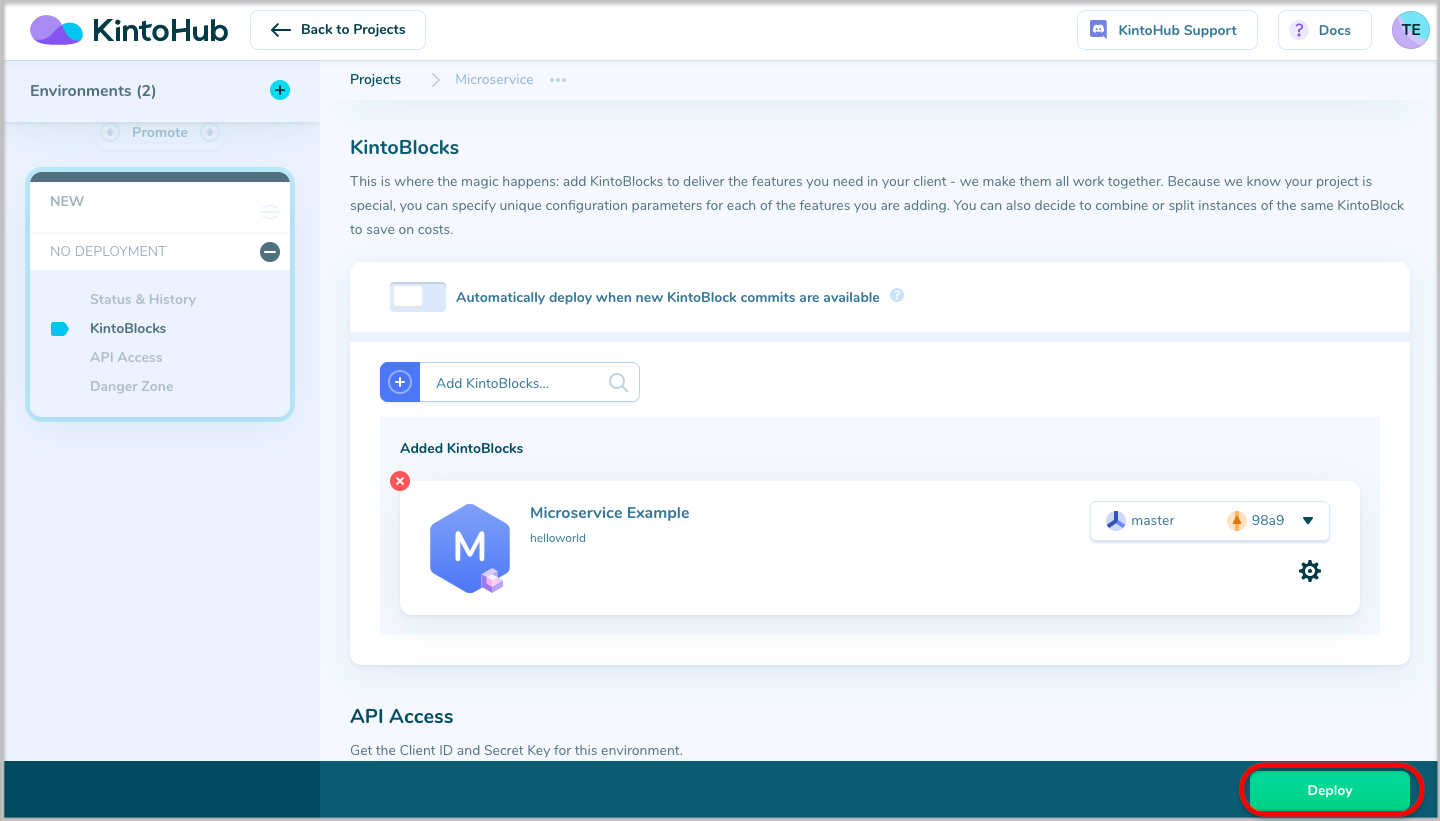 KintoHub
Back to Projects
KintoHub Support
? Docs
TE
Environments (2)
Promote
NEW
NO DEPLOYMENT
Status & History
KintoBlocks
API Access
Danger Zone
Projects
Microservice
KintoBlocks
This is where the magic happens: add KintoBlocks to deliver the features you need in your client - we make them all work together. Because we know your project is
special, you can specify unique configuration parameters for each of the features you are adding. You can also decide to combine or split instances of the same KintoBlock
to save on costs.
Automatically deploy when new KintoBlock commits are available ?
Add KintoBlocks...
Added KintoBlocks
M
Microservice Example
helloworld
master
98a9
API Access
Get the Client ID and Secret Key for this environment.
Deploy